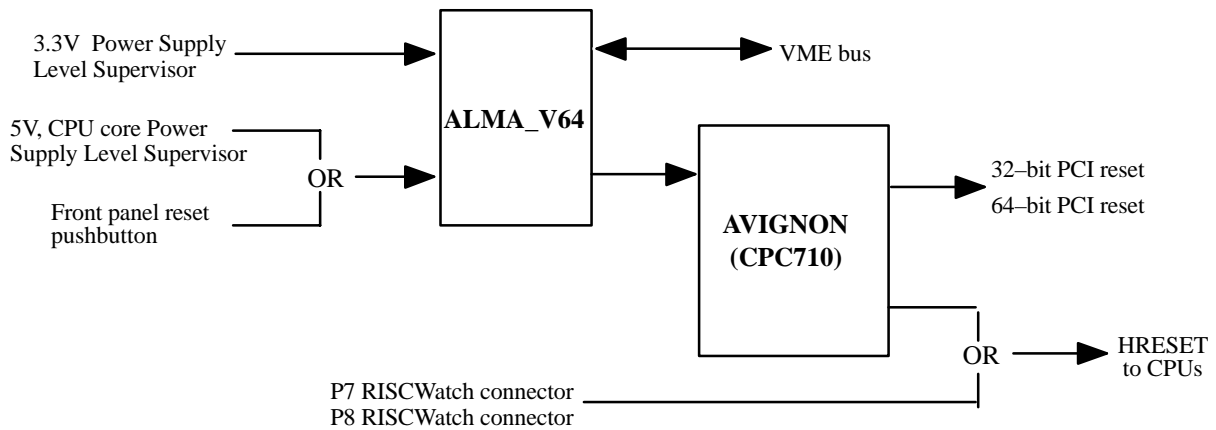 3.3V  Power Supply
Level Supervisor
VME bus
ALMA_V64
5V, CPU core Power
Supply Level Supervisor
OR
Front panel reset
pushbutton
32–bit PCI reset
64–bit PCI reset
AVIGNON
(CPC710)
OR
HRESET
to CPUs
P7 RISCWatch connector
P8 RISCWatch connector